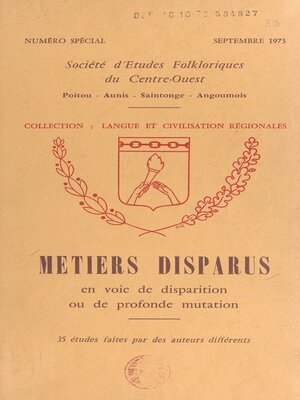 NUMÉRO SPÉCIAL
SEPTEMBRE 1973
Société d'Etudes Folkloriques
du Centre-Ouest
Poitou - Aunis - Saintonge - Angoumois
COLLECTION : LANGUE ET CIVILISATION RÉGIONALES
METIERS DISPARUS
en voie de disparition
ou de profonde mutation
35 études faites par des auteurs différents